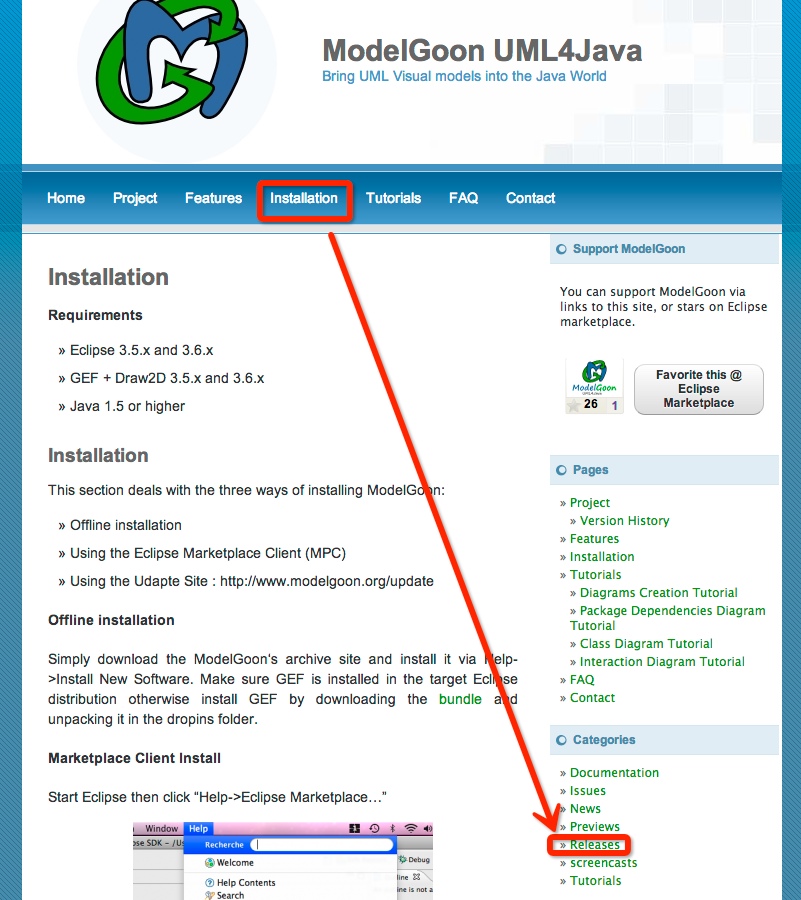 ModelGoon UML4Java
Bring UML Visual models into the Java World
Home Project Features Installation Tutorials FAQ Contact
Installation
Requirements
» Eclipse 3.5.x and 3.6.x
» GEF + Draw2D 3.5.x and 3.6.x
» Java 1.5 or higher
Installation
This section deals with the three ways of installing ModelGoon:
» Offline installation
» Using the Eclipse Marketplace Client (MPC)
» Using the Udapte Site : http://www.modelgoon.org/update
Offline installation
Simply download the ModelGoon's archive site and install it via Help-
>Install New Software. Make sure GEF is installed in the target Eclipse
distribution otherwise install GEF by downloading the bundle and
unpacking it in the dropins folder.
Marketplace Client Install
Start Eclipse then click “Help->Eclipse Marketplace…”
Window Help
Recherche
Welcome
Help Contents
Search
Debug
Support ModelGoon
You can support ModelGoon via
links to this site, or stars on Eclipse
marketplace.
ModelGoon
26 1
Favorite this @
Eclipse
Marketplace
Pages
» Project
» Version History
» Features
» Installation
» Tutorials
» Diagrams Creation Tutorial
» Package Dependencies Diagram
Tutorial
» Class Diagram Tutorial
» Interaction Diagram Tutorial
» FAQ
» Contact
Categories
» Documentation
» Issues
» News
» Previews
» Releases
» screencasts
» Tutorials